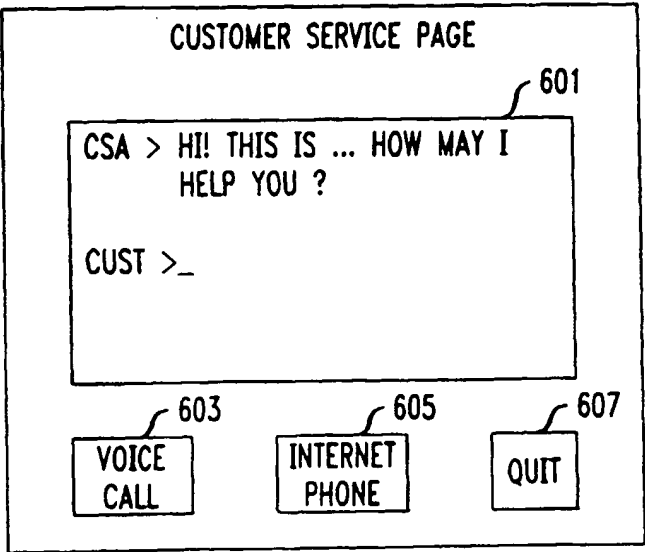 CUSTOMER SERVICE PAGE
601
CSA > HI! THIS IS ... HOW MAY I
HELP YOU ?
CUST >_
603
605
607
VOICE
CALL
INTERNET
PHONE
QUIT